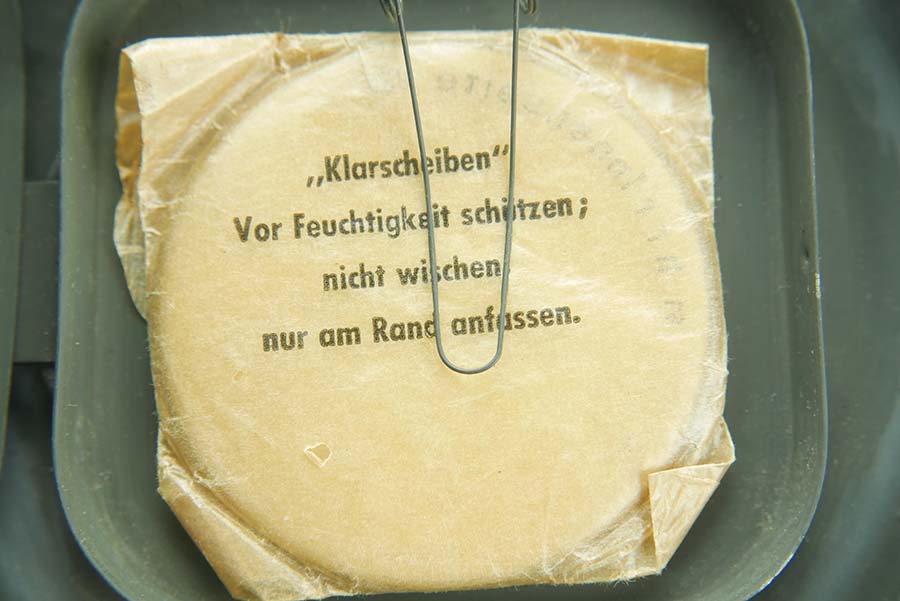 „Klarscheiben“
Vor Feuchtigkeit schützen;
nicht wischen,
nur am Rand anfassen.